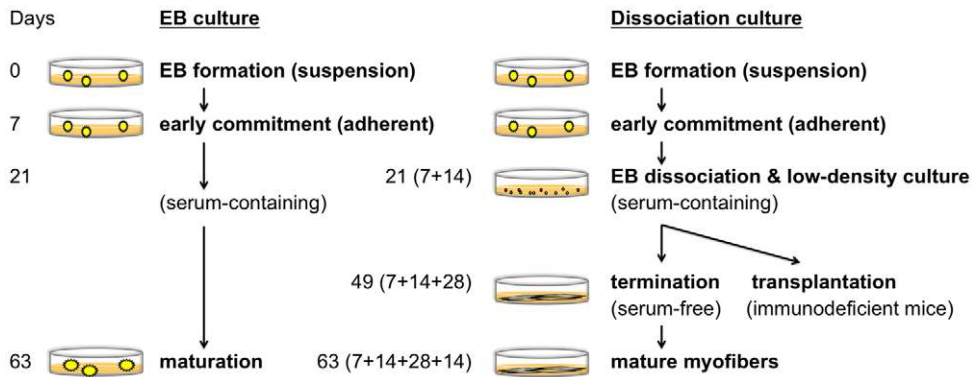 Days EB culture Dissociation culture
0 EB formation (suspension) EB formation (suspension)
7 early commitment (adherent) early commitment (adherent)
21 21 (7+14) EB dissociation & low-density culture
(serum-containing) (serum-containing)
49 (7+14+28) termination transplantation
(serum-free) (immunodeficient mice)
63 maturation 63 (7+14+28+14) mature myofibers